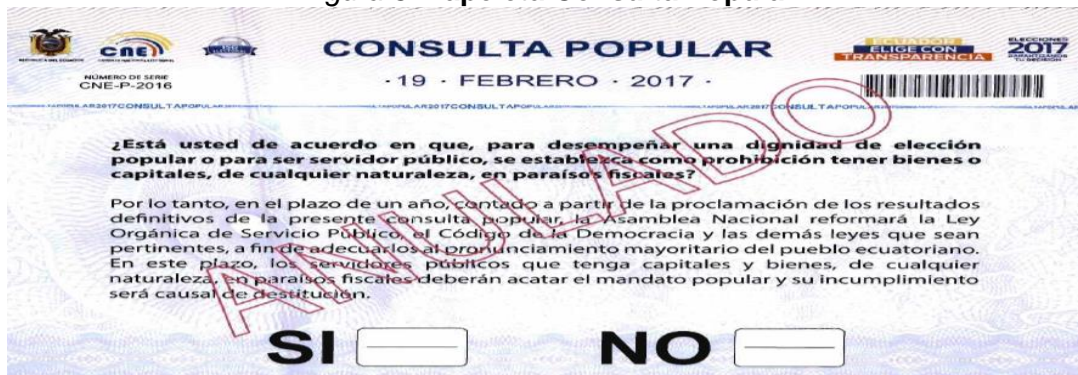 CONSULTA POPULAR
· 19 · FEBRERO · 2017 ·
cne
NÚMERO DE SERIE
CNE-P-2016
ECUADOR
ELIGE CON
TRANSPARENCIA
ELECCIONES
2017
GARANTIZAMOS
TU DECISIÓN
¿Está usted de acuerdo en que, para desempeñar una dignidad de elección
popular o para ser servidor público, se establezca como prohibición tener bienes o
capitales, de cualquier naturaleza, en paraísos fiscales?
Por lo tanto, en el plazo de un año, contado a partir de la proclamación de los resultados
definitivos de la presente consulta popular, la Asamblea Nacional reformará la Ley
Orgánica de Servicio Público, el Código de la Democracia y las demás leyes que sean
pertinentes, a fin de adecuarlos al pronunciamiento mayoritario del pueblo ecuatoriano.
En este plazo, los servidores públicos que tenga capitales y bienes, de cualquier
naturaleza, en paraísos fiscales deberán acatar el mandato popular y su incumplimiento
será causal de destitución.
ANULADO
SI
NO